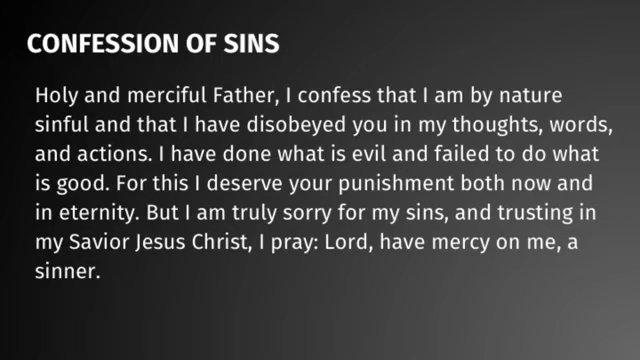 CONFESSION OF SINS
Holy and merciful Father, I confess that I am by nature
sinful and that I have disobeyed you in my thoughts, words,
and actions. I have done what is evil and failed to do what
is good. For this I deserve your punishment both now and
in eternity. But I am truly sorry for my sins, and trusting in
my Savior Jesus Christ, I pray: Lord, have mercy on me, a
sinner.